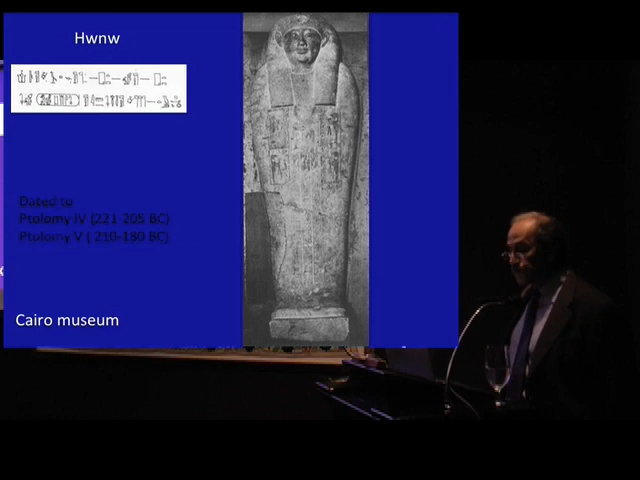 Hwnw
Dated to
Ptolomy IV (221-205 BC)
Ptolomy V ( 210-180 BC)
Cairo museum